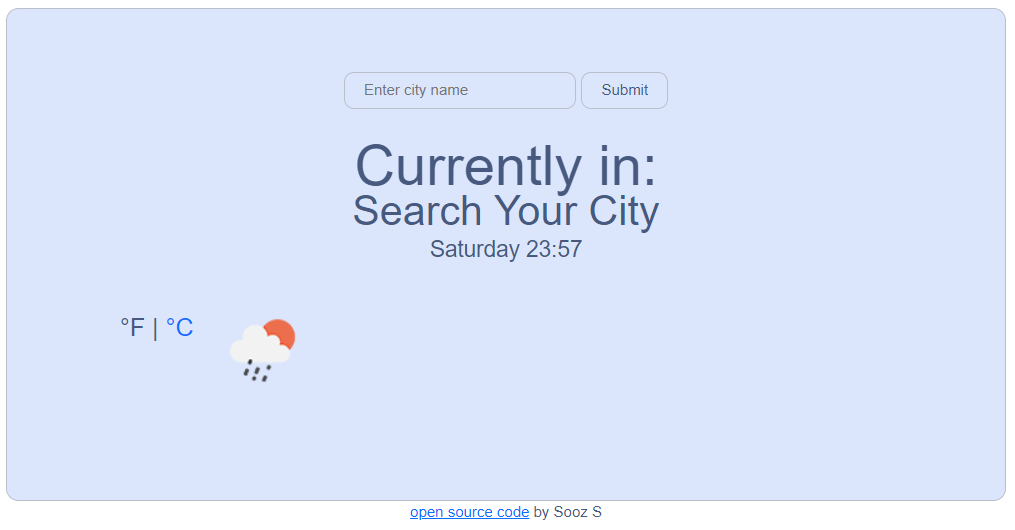 Enter city name
Submit
Currently in:
Search Your City
Saturday 23:57
°F | °C
open source code by Sooz S